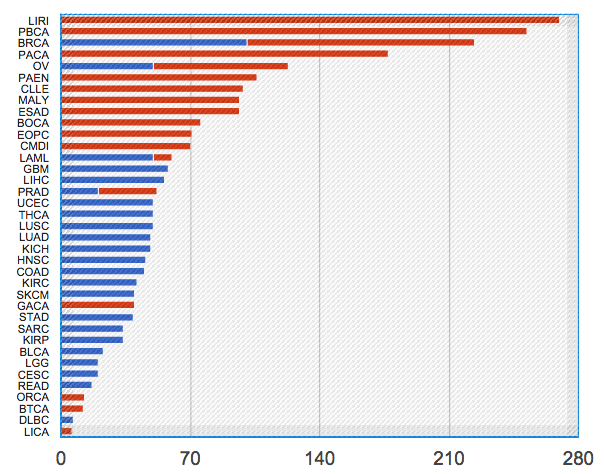 LIRI
PBCA
BRCA
PACA
OV
PAEN
CLLE
MALY
ESAD
BOCA
EOPC
CMDI
LAML
GBM
LIHC
PRAD
UCEC
THCA
LUSC
LUAD
KICH
HNSC
COAD
KIRC
SKCM
GACA
STAD
SARC
KIRP
BLCA
LGG
CESC
READ
ORCA
BTCA
DLBC
LICA
0 70 140 210 280